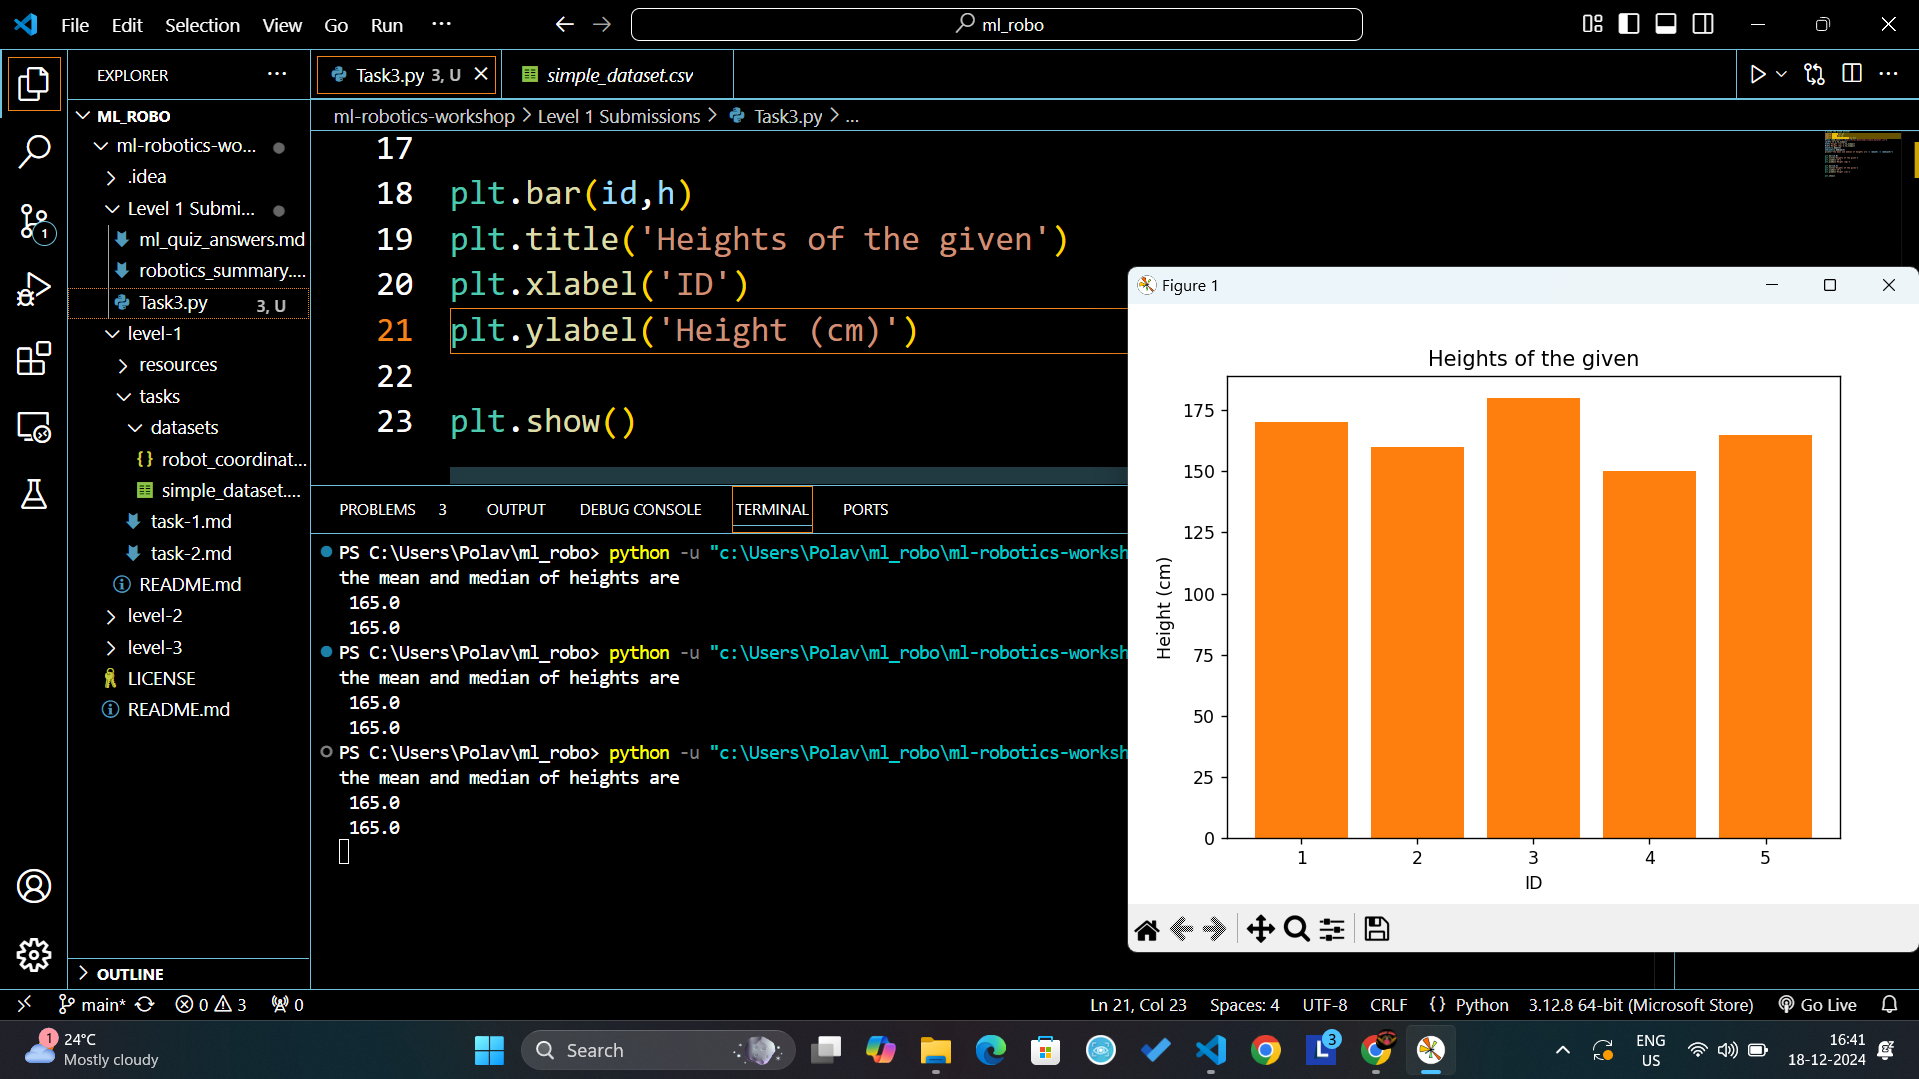 File Edit Selection View Go Run ···
ml_robo
EXPLORER ···
Task3.py 3, U
simple_dataset.csv
ML_ROBO
ml-robotics-workshop > Level 1 Submissions > Task3.py > ...
ml-robotics-wo...
.idea
Level 1 Submi...
ml_quiz_answers.md
robotics_summary....
Task3.py 3, U
level-1
resources
tasks
datasets
robot_coordinat...
simple_dataset....
task-1.md
task-2.md
README.md
level-2
level-3
LICENSE
README.md
OUTLINE
17
18 plt.bar(id,h)
19 plt.title('Heights of the given')
20 plt.xlabel('ID')
21 plt.ylabel('Height (cm)')
22
23 plt.show()
PROBLEMS 3 OUTPUT DEBUG CONSOLE TERMINAL PORTS
PS C:\Users\Polav\ml_robo> python -u "c:\Users\Polav\ml_robo\ml-robotics-worksh
the mean and median of heights are
165.0
165.0
PS C:\Users\Polav\ml_robo> python -u "c:\Users\Polav\ml_robo\ml-robotics-worksh
the mean and median of heights are
165.0
165.0
PS C:\Users\Polav\ml_robo> python -u "c:\Users\Polav\ml_robo\ml-robotics-worksh
the mean and median of heights are
165.0
165.0
Figure 1
Heights of the given
175
150
125
100
75
50
25
0
Height (cm)
1 2 3 4 5
ID
1
main* 0 3 0
Ln 21, Col 23 Spaces: 4 UTF-8 CRLF {} Python 3.12.8 64-bit (Microsoft Store) Go Live
1
24°C
Mostly cloudy
Search
L 3
ENG
US
16:41
18-12-2024